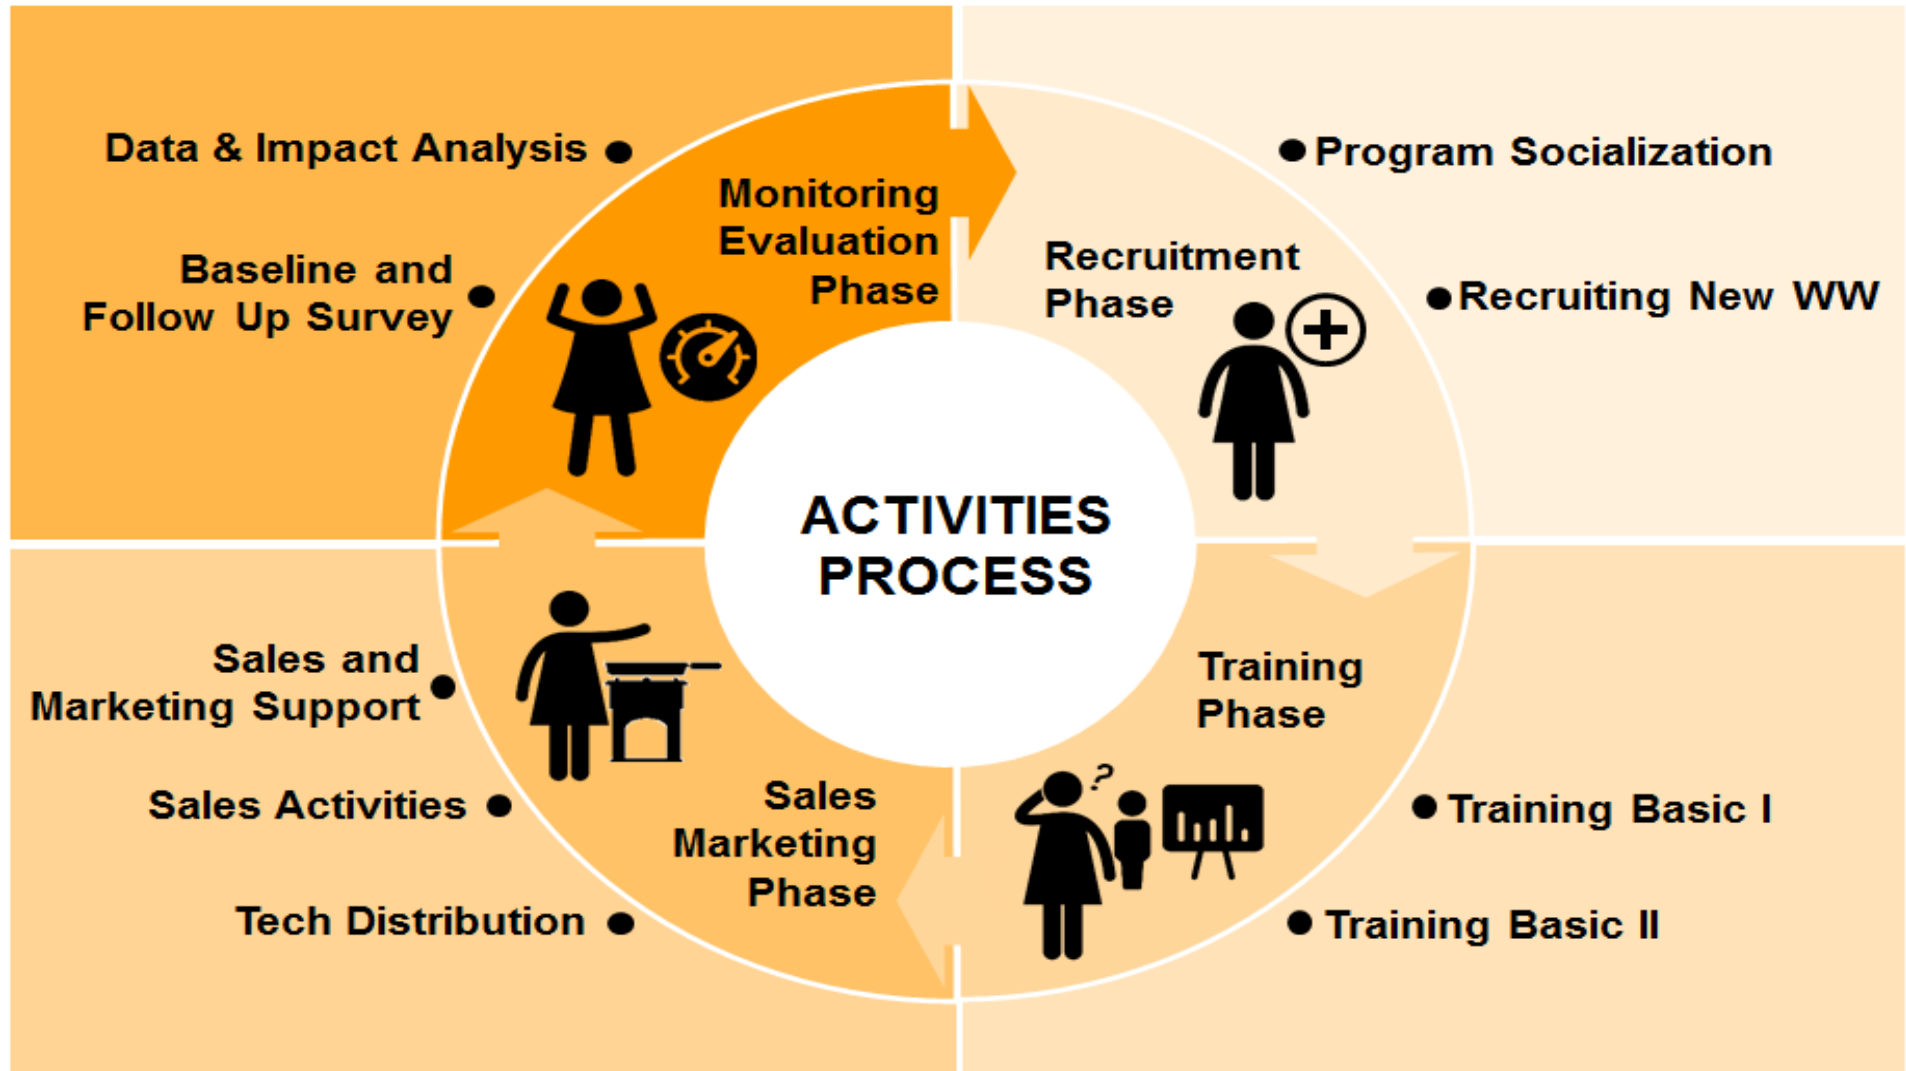 Data & Impact Analysis
Baseline and
Follow Up Survey
Monitoring
Evaluation
Phase
Program Socialization
Recruiting New WW
Recruitment
Phase
ACTIVITIES
PROCESS
Training
Phase
?
Training Basic I
Training Basic II
Sales
Marketing
Phase
Sales and
Marketing Support
Sales Activities
Tech Distribution